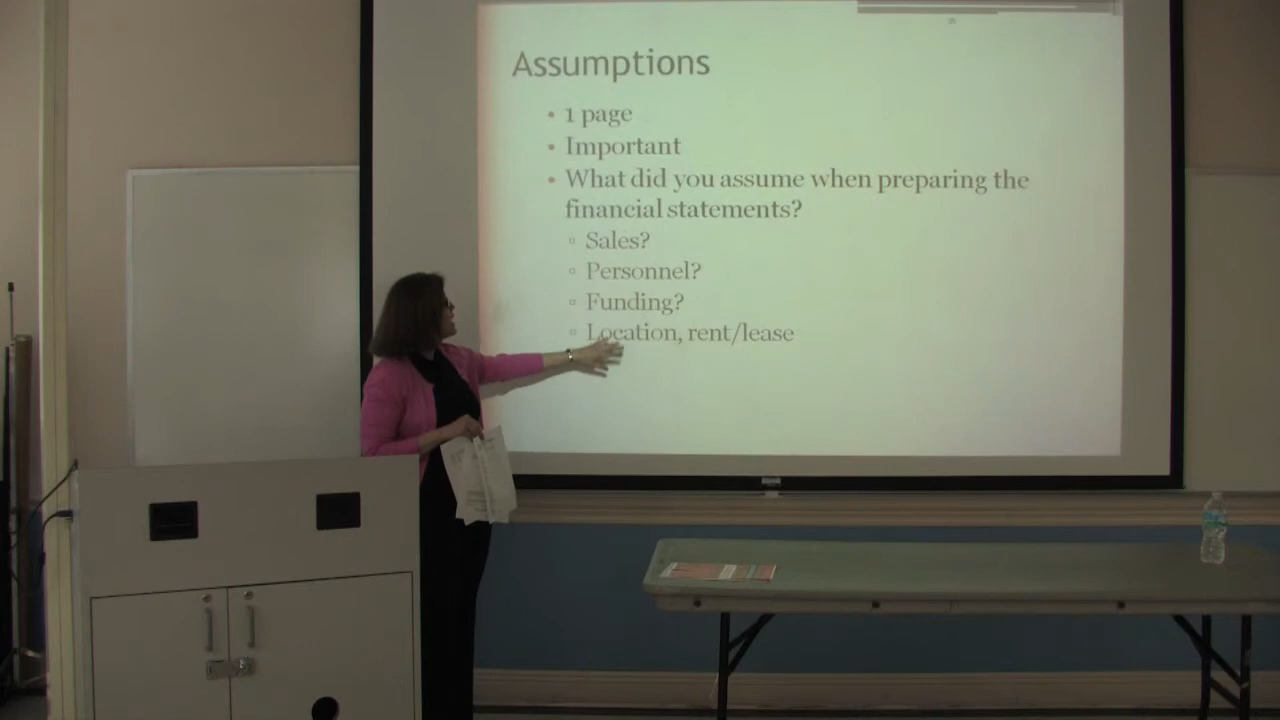 Assumptions
• 1 page
• Important
• What did you assume when preparing the
financial statements?
▫ Sales?
▫ Personnel?
▫ Funding?
▫ Location, rent/lease